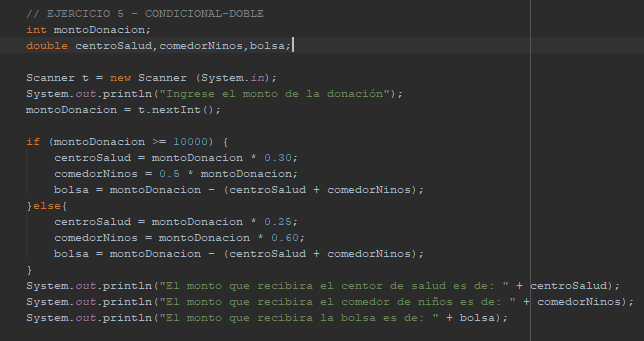 // EJERCICIO 5 - CONDICIONAL-DOBLE
int montoDonacion;
double centroSalud,comedorNinos,bolsa;
Scanner t = new Scanner (System.in);
System.out.println("Ingrese el monto de la donación");
montoDonacion = t.nextInt();
if (montoDonacion >= 10000) {
centroSalud = montoDonacion * 0.30;
comedorNinos = 0.5 * montoDonacion;
bolsa = montoDonacion - (centroSalud + comedorNinos);
}else{
centroSalud = montoDonacion * 0.25;
comedorNinos = montoDonacion * 0.60;
bolsa = montoDonacion - (centroSalud + comedorNinos);
}
System.out.println("El monto que recibira el centor de salud es de: " + centroSalud);
System.out.println("El monto que recibira el comedor de niños es de: " + comedorNinos);
System.out.println("El monto que recibira la bolsa es de: " + bolsa);